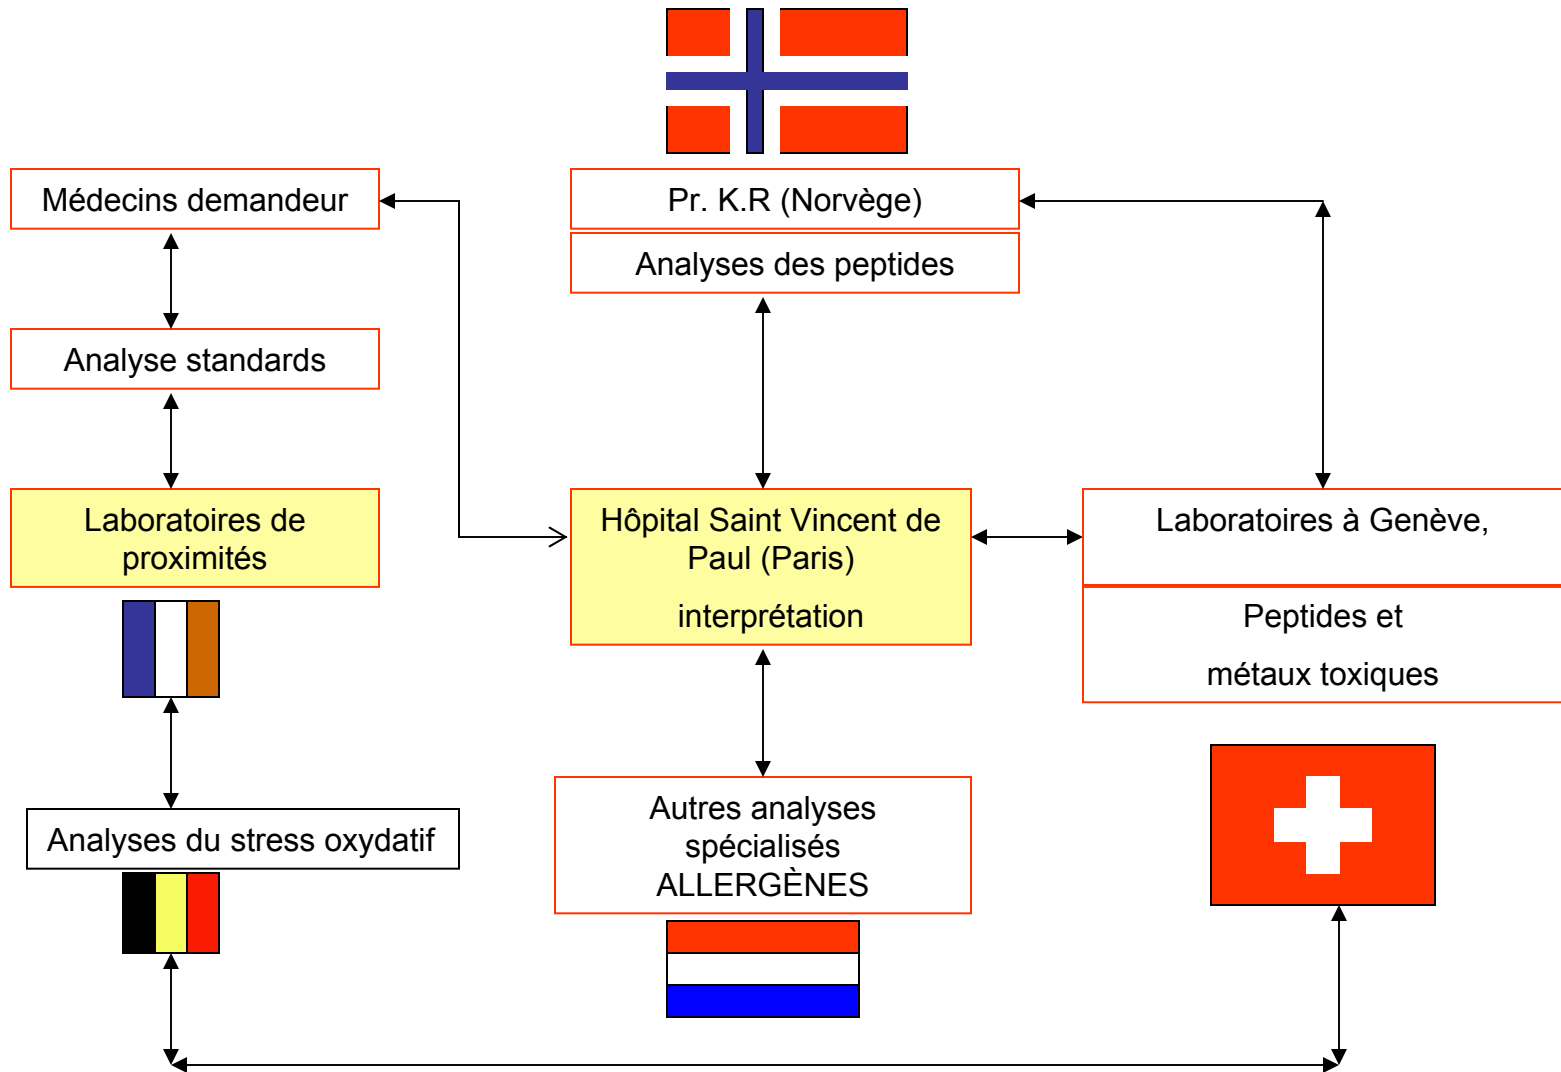 Médecins demandeur
Pr. K.R (Norvège)
Analyses des peptides
Analyse standards
Laboratoires de
proximités
Hôpital Saint Vincent de
Paul (Paris)
interprétation
Laboratoires à Genève,
Peptides et
métaux toxiques
Analyses du stress oxydatif
Autres analyses
spécialisés
ALLERGÈNES